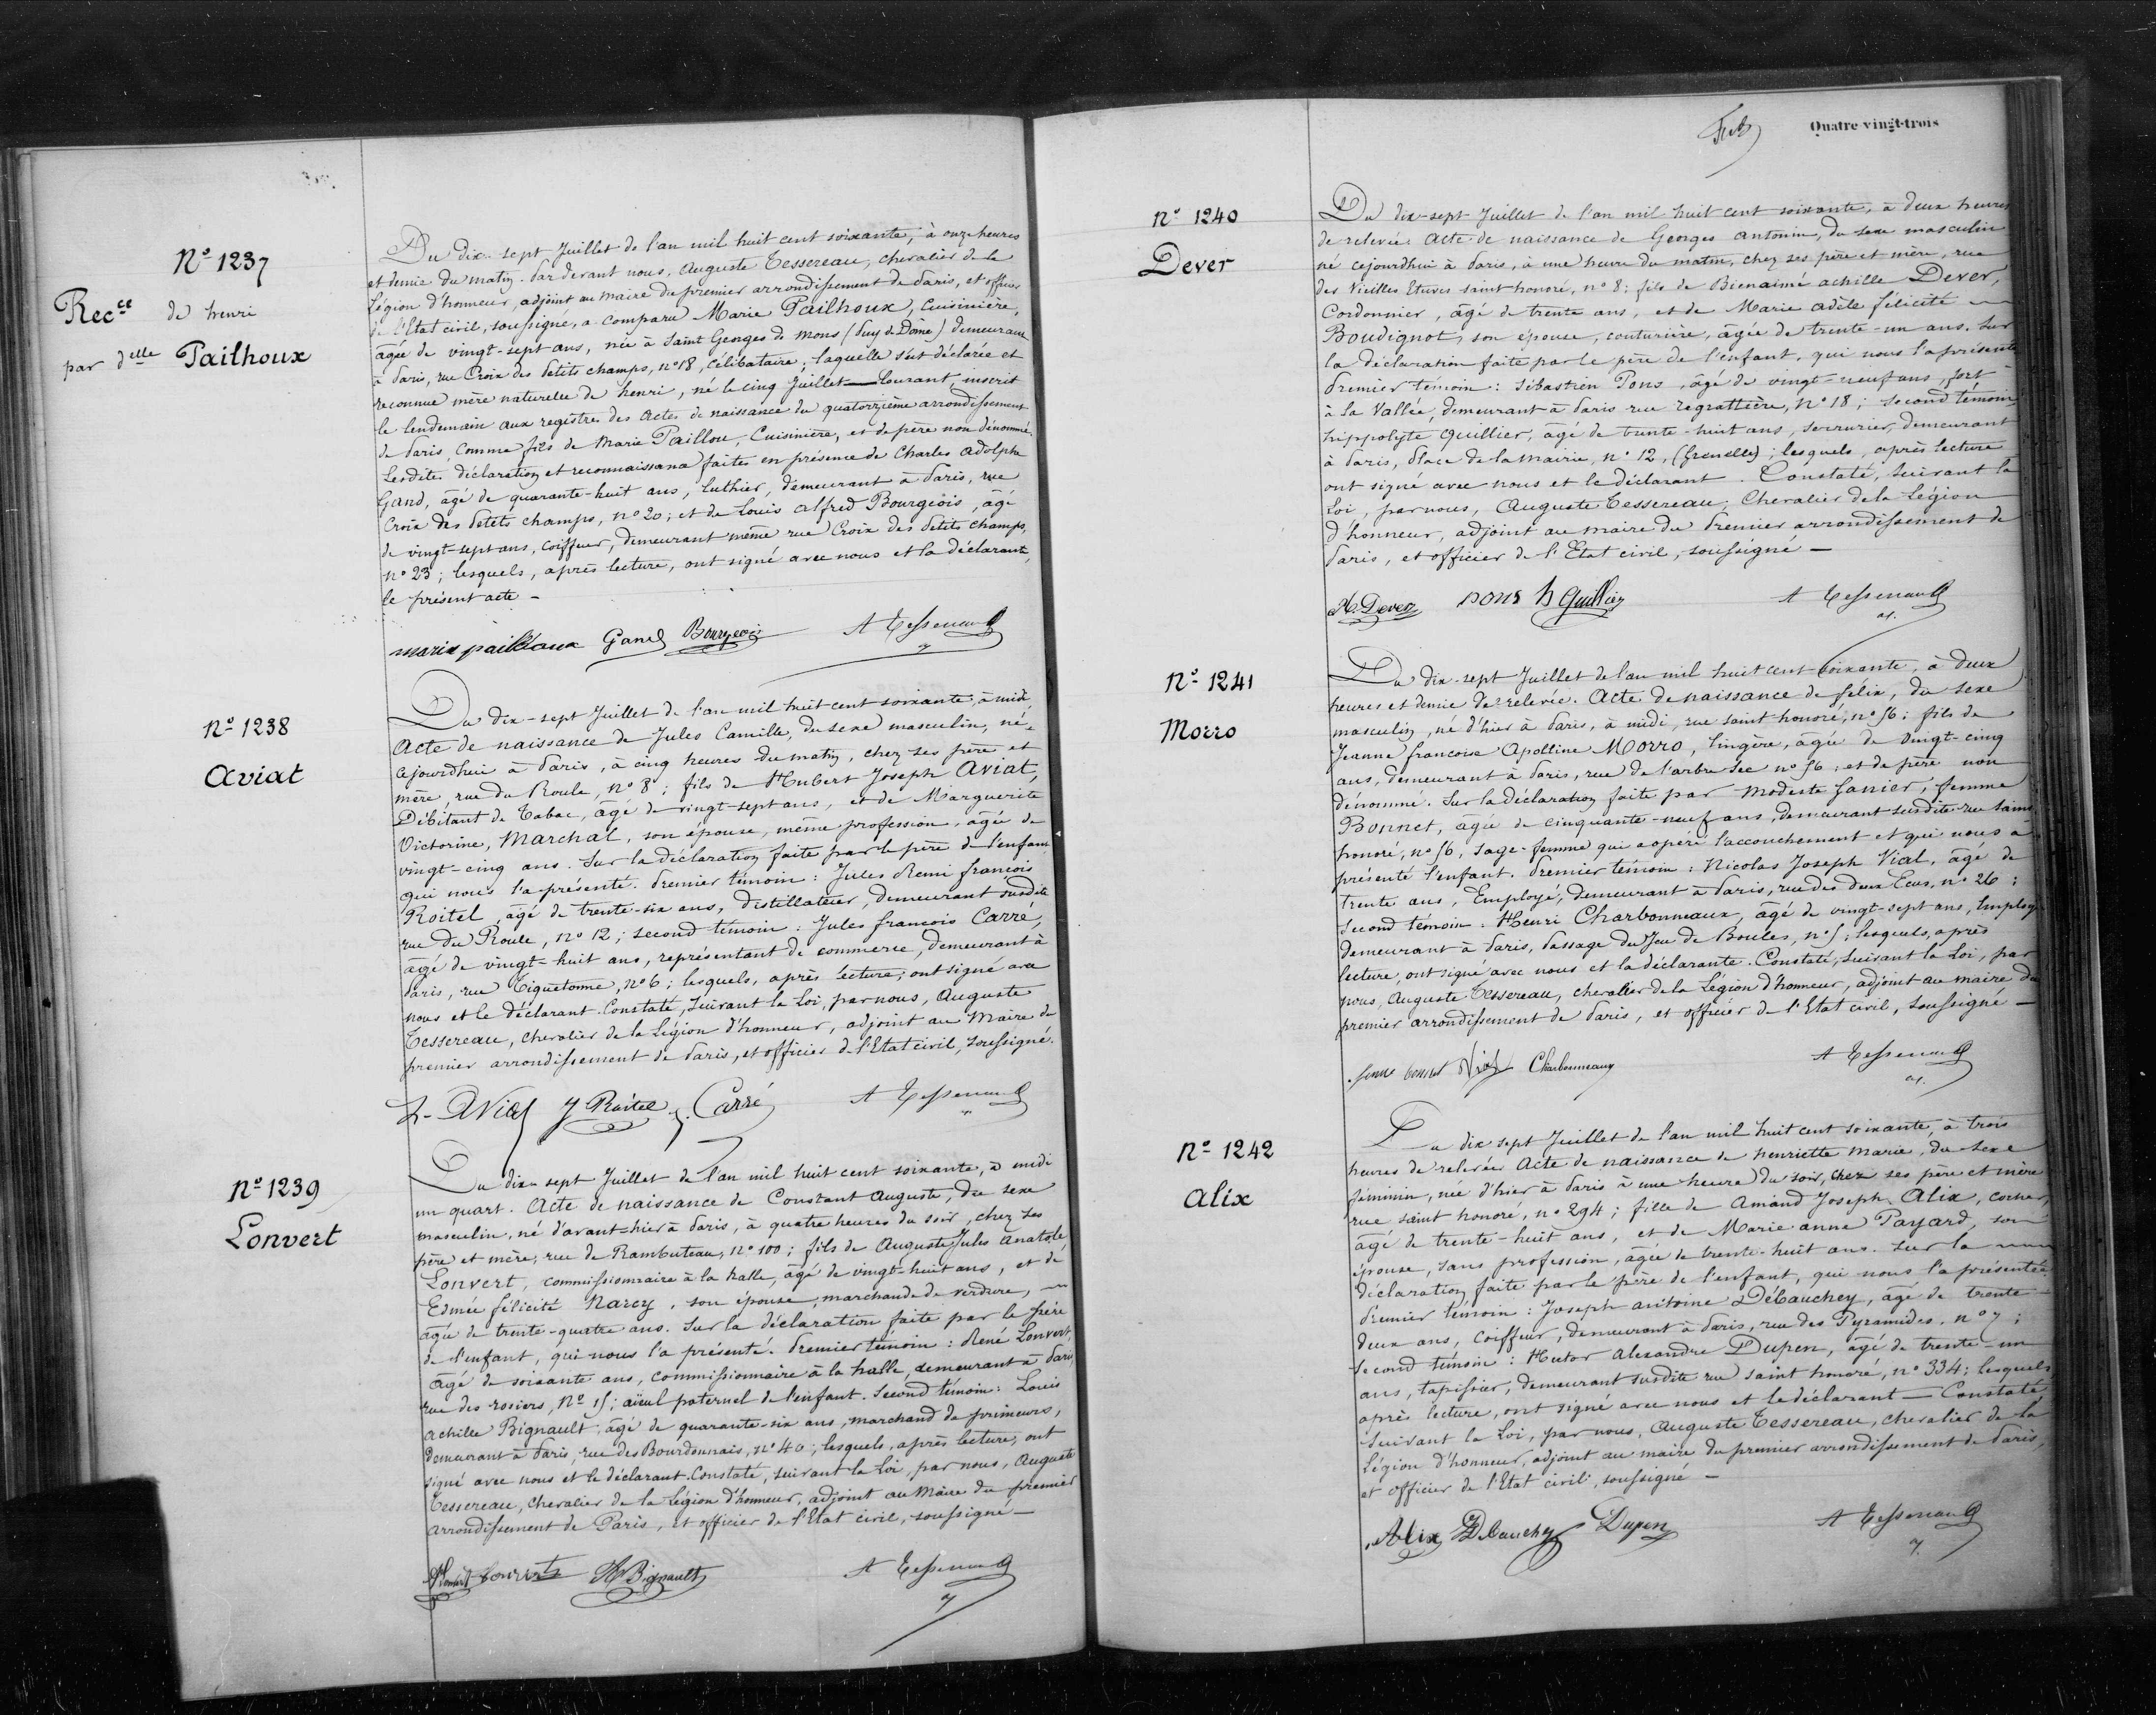 Nº 1237
Rec.ce de henri
par d.elle Pailhoux
Du dix-sept Juillet de l'an mil huit cent soixante, à onze heures
et demie du matin. Par devant nous, Auguste Tessereau, chevalier de la
Légion d'honneur, adjoint au maire du premier arrondissement de Paris, et officier
de l'Etat civil, soussigné, a comparu Marie Pailhoux, Cuisinière,
âgée de vingt-sept ans, née à Saint Georges de Mons (Puy de Dôme) demeurant
à Paris, rue Croix des Petits champs, nº 18, célibataire; laquelle s'est déclarée et
reconnue mère naturelle de henri, né le cinq Juillet Courant, inscrit
le lendemain aux registres des actes de naissance du quatorzième arrondissement
de Paris, comme fils de Marie Paillou, Cuisinière, et de père non dénommé.
Lesdites déclaration et reconnaissance faites en présence de Charles Adolphe
Gand, âgé de quarante-huit ans, luthier, demeurant à Paris, rue
Croix des Petits champs, nº 20; et de Louis Alfred Bourgeois, âgé
de vingt-sept ans, coiffeur, demeurant même rue Croix des Petits champs,
nº 23; lesquels, après lecture, ont signé avec nous et la déclarante,
le présent acte —
marie pailhoux Gand Bourgeois A Tessereau
Nº 1238
Aviat
Du dix-sept Juillet de l'an mil huit cent soixante, à midi
Acte de naissance de Jules Camille, du sexe masculin, né
cejourdhui à Paris, à cinq heures du matin, chez ses père et
mère, rue du Roule, nº 8; fils de Hubert Joseph Aviat,
Débitant de Tabac, âgé de vingt-sept ans, et de Marguerite
Victorine, Marchal, son épouse, même profession, âgée de
vingt-cinq ans. Sur la déclaration faite par le père de l'enfant
qui nous l'a présenté. Premier témoin: Jules Remi françois
Roitel, âgé de trente-six ans, distillateur, demeurant susdite
rue du Roule, nº 12; second témoin: Jules francois Carré,
âgé de vingt-huit ans, représentant de commerce, demeurant à
Paris, rue Tiquetonne, nº 6; lesquels, après lecture, ont signé avec
nous et le déclarant. Constaté, Suivant la Loi, par nous, Auguste
Tessereau, chevalier de la Légion d'honneur, adjoint au Maire du
premier arrondissement de Paris, et officier de l'Etat civil, soussigné.
h. Aviat J Roitel J. Carré A Tessereau
Nº 1239
Lonvert
Du dix-sept Juillet de l'an mil huit cent soixante, à midi
un quart. Acte de naissance de Constant Auguste, du sexe
masculin, né d'avant-hier à Paris, à quatre heures du soir, chez ses
père et mère, rue de Rambuteau, nº 100; fils de Auguste Jules Anatole
Lonvert, commissionnaire à la halle, âgé de vingt-huit ans, et de
Edmée félicité Narcy, son épouse, marchande de verdure,
âgée de trente-quatre ans. Sur la déclaration faite par le père
de l'enfant, qui nous l'a présenté. Premier témoin: René Lonvert,
âgé de soixante ans, commissionnaire à la halle, demeurant à Paris,
rue des rosiers, Nº 15; aïeul paternel de l'enfant. Second témoin: Louis
Achille Bignault, âgé de quarante-six ans, marchand de primeurs,
demeurant à Paris, rue des Bourdonnais, nº 40; lesquels, après lecture, ont
signé avec nous et le déclarant. Constaté, suivant la Loi, par nous, Auguste
Tessereau, chevalier de la Légion d'honneur, adjoint au Maire du premier
arrondissement de Paris, et officier de l'Etat civil, soussigné —
Lonvert Bignault A Tessereau
Quatre vingt-trois
Nº 1240
Dever
Du dix-sept Juillet de l'an mil huit cent soixante, à deux heures
de relevée. Acte de naissance de Georges Antonin, du sexe masculin
né cejourdhui à Paris, à une heure du matin, chez ses père et mère, rue
des Vieilles Etuves saint honoré, nº 8; fils de Bienaimé achille Dever,
Cordonnier, âgé de trente ans, et de Marie Adèle félicité
Boudignot, son épouse, couturière, âgée de trente-un ans. Sur
la déclaration faite par le père de l'enfant, qui nous l'a présenté
Premier témoin: Sébastien Pons, âgé de vingt-neuf ans, fort
à la Vallée, demeurant à Paris rue regrattière, Nº 18; second témoin
hippolyte Quillier, âgé de trente-huit ans, serrurier, demeurant
à Paris, Place de la Mairie, nº 12, (Grenelle); lesquels, après lecture
ont signé avec nous et le déclarant. Constaté, Suivant la
Loi, par nous, Auguste Tessereau, Chevalier de la Légion
d'honneur, adjoint au maire du Premier arrondissement de
Paris, et officier de l'Etat civil, soussigné —
A. Dever pons h Quillier A Tessereau
Nº 1241
Morro
Du dix-sept Juillet de l'an mil huit cent soixante, à deux
heures et demie de relevée. Acte de naissance de félix, du sexe
masculin, né d'hier à Paris, à midi, rue saint honoré, nº 56; fils de
Jeanne francoise Apolline Morro, lingère, âgée de vingt-cinq
ans, demeurant à Paris, rue de l'arbre Sec nº 56, et de père non
dénommé. Sur la déclaration faite par Modeste Janier, femme
Bonnet, âgée de cinquante-neuf ans, demeurant susdite rue Saint
honoré, nº 56, sage-femme qui a opéré l'accouchement et qui nous a
présenté l'enfant. Premier témoin: Nicolas Joseph Vial, âgé de
trente ans, Employé, demeurant à Paris, rue des deux Ecus, nº 26;
Second témoin: Henri Charbonneaux, âgé de vingt-sept ans, Employé
demeurant à Paris, Passage du Jeu de Boules, nº 5; lesquels, après
lecture, ont signé avec nous et la déclarante. Constaté, Suivant la Loi, par
nous, Auguste Tessereau, chevalier de la Légion d'honneur, adjoint au maire du
premier arrondissement de Paris, et officier de l'Etat civil, soussigné —
femme bonnet Vial Charbonneaux A Tessereau
Nº 1242
Alix
Du dix sept Juillet de l'an mil huit cent soixante, à trois
heures de relevée Acte de naissance de henriette Marie, du sexe
féminin, née d'hier à Paris à une heure du soir, chez ses père et mère
rue saint honoré, nº 294; fille de Amand Joseph Alix, cocher,
âgé de trente-huit ans, et de Marie anne Payard, son
épouse, sans profession, âgée de trente-huit ans. Sur la
déclaration faite par le père de l'enfant, qui nous l'a présentée
Premier témoin: Joseph antoine Débauchey, âgé de trente-
deux ans, coiffeur, demeurant à Paris, rue des Pyramides, nº 7;
Second témoin: Hector Alexandre Dupen, âgé de trente-un
ans, tapissier, demeurant susdite rue saint honoré, nº 334; lesquels
après lecture, ont signé avec nous et le déclarant — Constaté,
Suivant la Loi, par nous, Auguste Tessereau, chevalier de la
Légion d'honneur, adjoint au maire du premier arrondissement de Paris,
et officier de l'Etat civil, soussigné —
Alix Débauchey Dupen A Tessereau